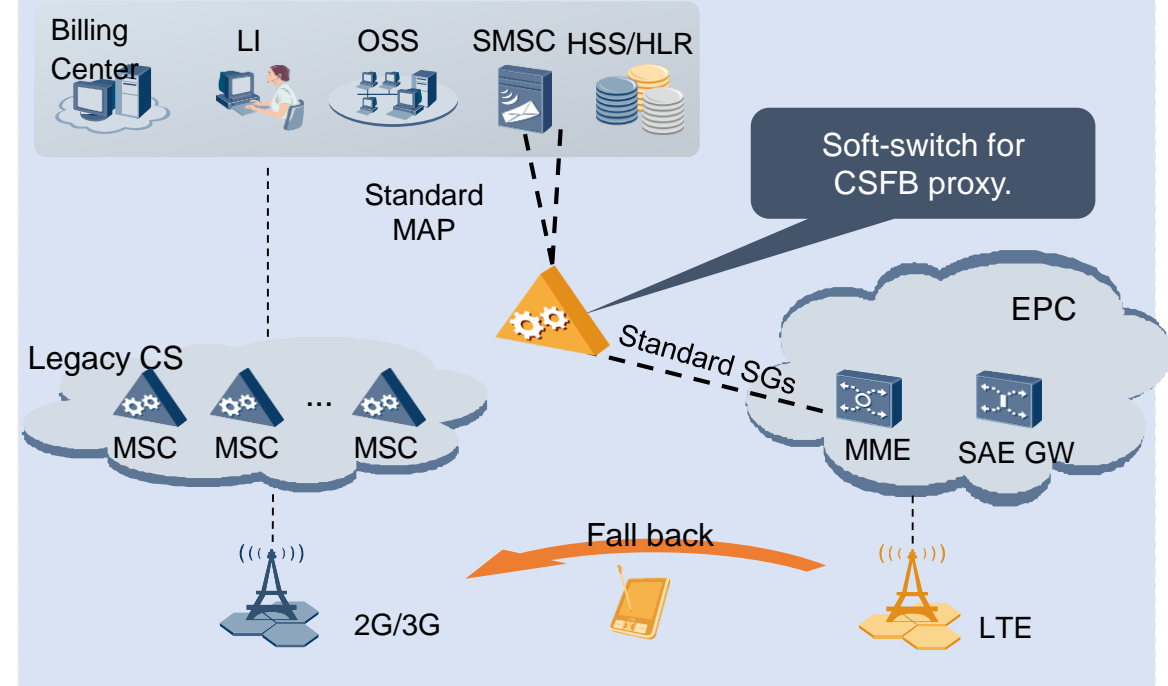 Billing
Center
LI
OSS
SMSC
HSS/HLR
Soft-switch for
CSFB proxy.
Standard
MAP
EPC
Standard SGs
Legacy CS
...
MSC
MSC
MSC
MME
SAE GW
Fall back
2G/3G
LTE